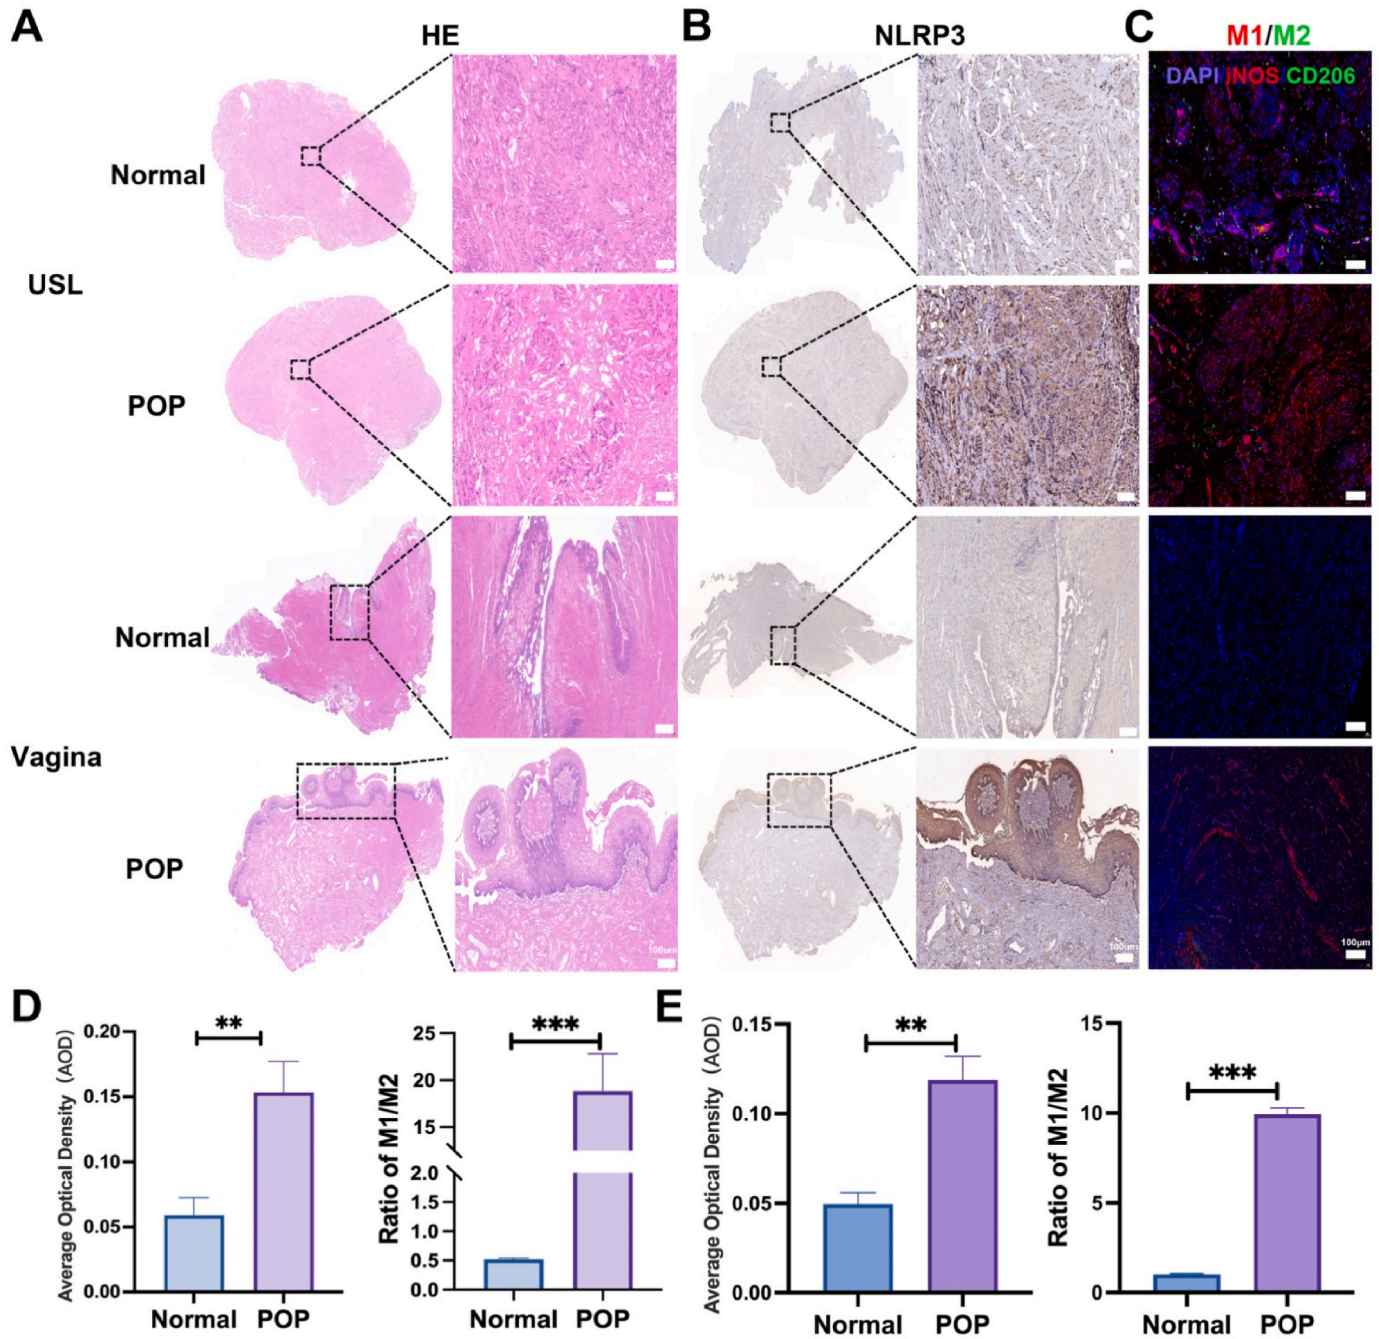 A
HE
B
NLRP3
C
M1/M2
DAPI iNOS CD206
Normal
USL
POP
Normal
Vagina
POP
100μm
100μm
100μm
D
Average Optical Density (AOD)
0.20
0.15
0.10
0.05
0.00
**
Normal
POP
Ratio of M1/M2
25
20
15
2.0
1.5
1.0
0.5
0.0
***
Normal
POP
E
Average Optical Density (AOD)
0.15
0.10
0.05
0.00
**
Normal
POP
Ratio of M1/M2
15
10
5
0
***
Normal
POP